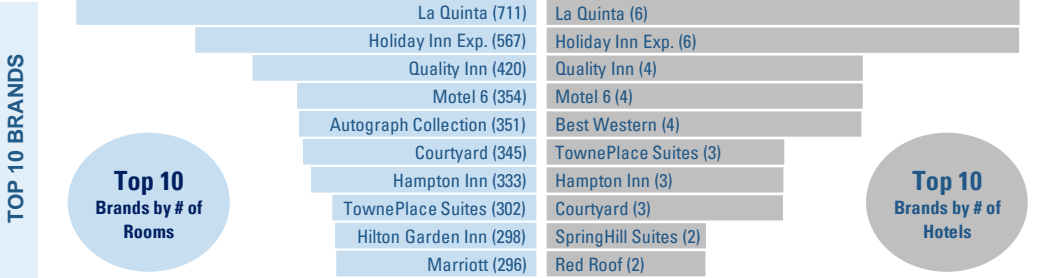 TOP 10 BRANDS
La Quinta (711)
Holiday Inn Exp. (567)
Quality Inn (420)
Motel 6 (354)
Autograph Collection (351)
Courtyard (345)
Hampton Inn (333)
TownePlace Suites (302)
Hilton Garden Inn (298)
Marriott (296)
Top 10
Brands by # of
Rooms
La Quinta (6)
Holiday Inn Exp. (6)
Quality Inn (4)
Motel 6 (4)
Best Western (4)
TownePlace Suites (3)
Hampton Inn (3)
Courtyard (3)
SpringHill Suites (2)
Red Roof (2)
Top 10
Brands by # of
Hotels